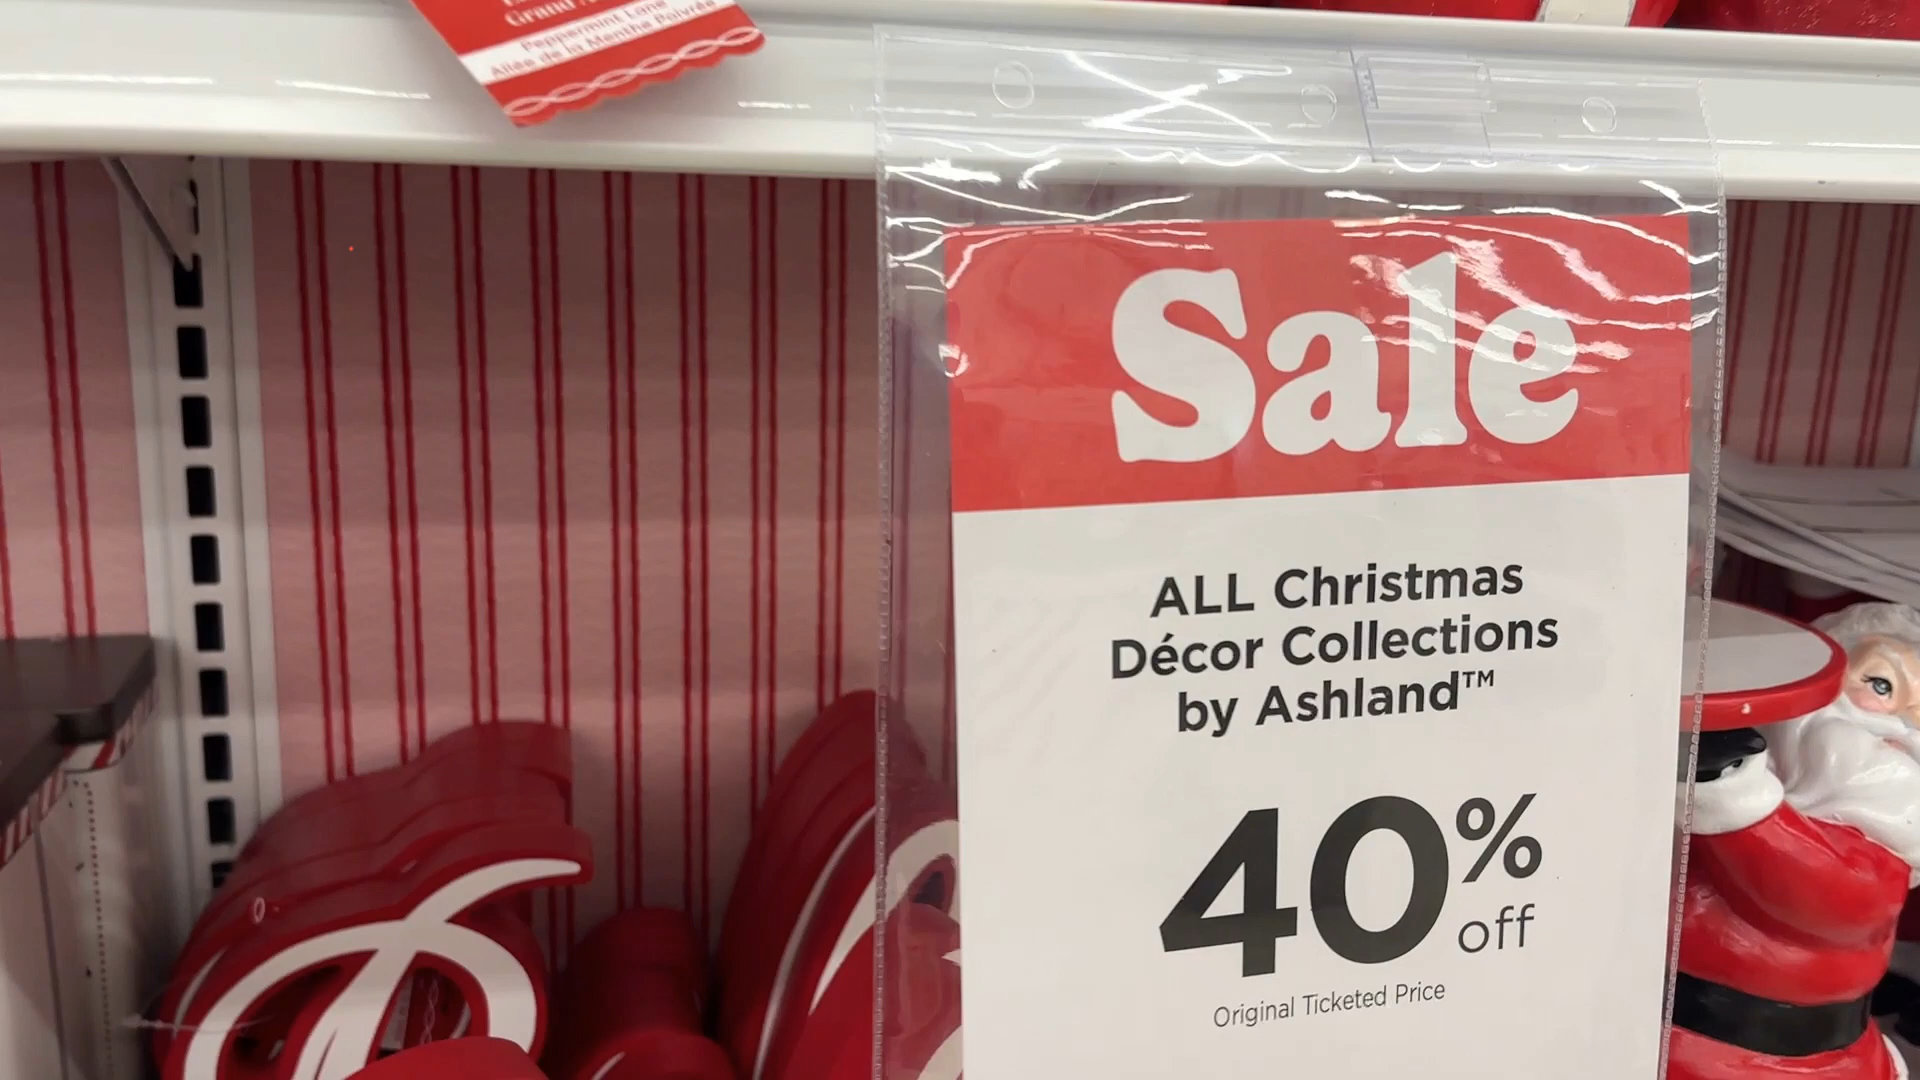 Grand
Peppermint Lane
Allée de la Menthe Poivrée
Sale
ALL Christmas
Décor Collections
by Ashland™
40%
off
Original Ticketed Price